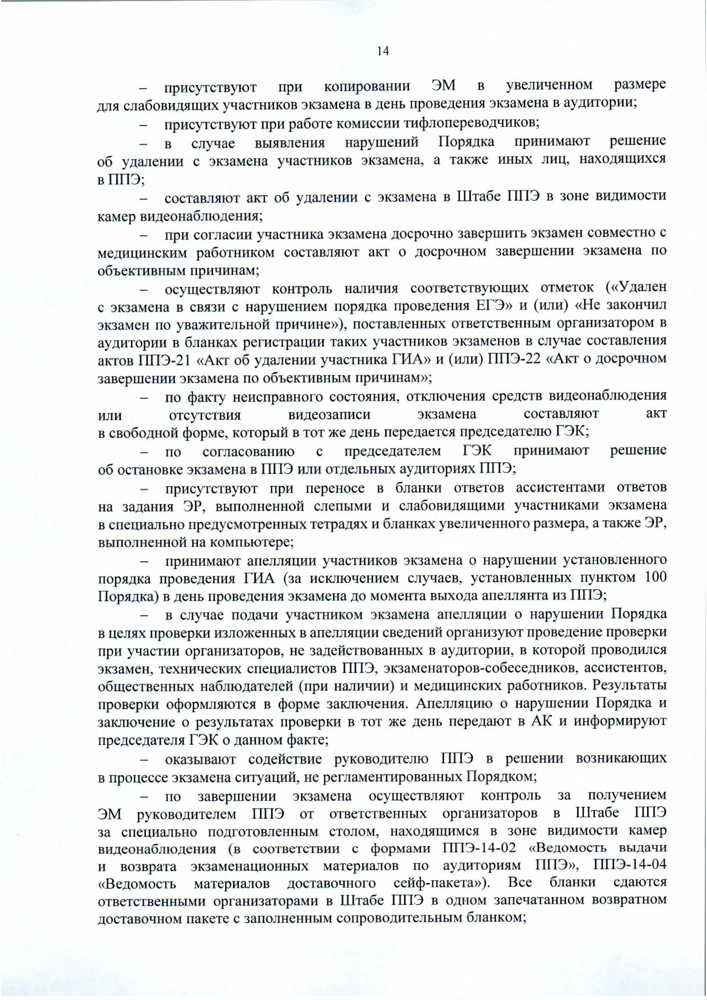 14
– присутствуют при копировании ЭМ в увеличенном размере
для слабовидящих участников экзамена в день проведения экзамена в аудитории;
– присутствуют при работе комиссии тифлопереводчиков;
– в случае выявления нарушений Порядка принимают решение
об удалении с экзамена участников экзамена, а также иных лиц, находящихся
в ППЭ;
– составляют акт об удалении с экзамена в Штабе ППЭ в зоне видимости
камер видеонаблюдения;
– при согласии участника экзамена досрочно завершить экзамен совместно с
медицинским работником составляют акт о досрочном завершении экзамена по
объективным причинам;
– осуществляют контроль наличия соответствующих отметок («Удален
с экзамена в связи с нарушением порядка проведения ЕГЭ» и (или) «Не закончил
экзамен по уважительной причине»), поставленных ответственным организатором в
аудитории в бланках регистрации таких участников экзаменов в случае составления
актов ППЭ-21 «Акт об удалении участника ГИА» и (или) ППЭ-22 «Акт о досрочном
завершении экзамена по объективным причинам»;
– по факту неисправного состояния, отключения средств видеонаблюдения
или отсутствия видеозаписи экзамена составляют акт
в свободной форме, который в тот же день передается председателю ГЭК;
– по согласованию с председателем ГЭК принимают решение
об остановке экзамена в ППЭ или отдельных аудиториях ППЭ;
– присутствуют при переносе в бланки ответов ассистентами ответов
на задания ЭР, выполненной слепыми и слабовидящими участниками экзамена
в специально предусмотренных тетрадях и бланках увеличенного размера, а также ЭР,
выполненной на компьютере;
– принимают апелляции участников экзамена о нарушении установленного
порядка проведения ГИА (за исключением случаев, установленных пунктом 100
Порядка) в день проведения экзамена до момента выхода апеллянта из ППЭ;
– в случае подачи участником экзамена апелляции о нарушении Порядка
в целях проверки изложенных в апелляции сведений организуют проведение проверки
при участии организаторов, не задействованных в аудитории, в которой проводился
экзамен, технических специалистов ППЭ, экзаменаторов-собеседников, ассистентов,
общественных наблюдателей (при наличии) и медицинских работников. Результаты
проверки оформляются в форме заключения. Апелляцию о нарушении Порядка и
заключение о результатах проверки в тот же день передают в АК и информируют
председателя ГЭК о данном факте;
– оказывают содействие руководителю ППЭ в решении возникающих
в процессе экзамена ситуаций, не регламентированных Порядком;
– по завершении экзамена осуществляют контроль за получением
ЭМ руководителем ППЭ от ответственных организаторов в Штабе ППЭ
за специально подготовленным столом, находящимся в зоне видимости камер
видеонаблюдения (в соответствии с формами ППЭ-14-02 «Ведомость выдачи
и возврата экзаменационных материалов по аудиториям ППЭ», ППЭ-14-04
«Ведомость материалов доставочного сейф-пакета»). Все бланки сдаются
ответственными организаторами в Штабе ППЭ в одном запечатанном возвратном
доставочном пакете с заполненным сопроводительным бланком;